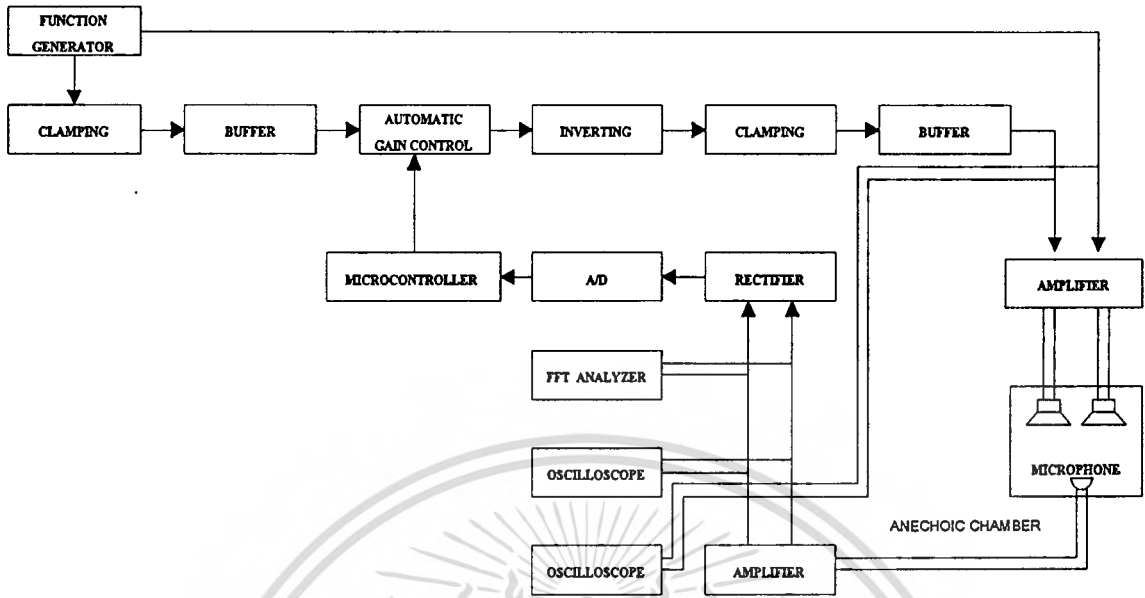 FUNCTION
GENERATOR
CLAMPING
BUFFER
AUTOMATIC
GAIN CONTROL
INVERTING
CLAMPING
BUFFER
MICROCONTROLLER
A/D
RECTIFIER
AMPLIFIER
FFT ANALYZER
OSCILLOSCOPE
MICROPHONE
ANECHOIC CHAMBER
OSCILLOSCOPE
AMPLIFIER